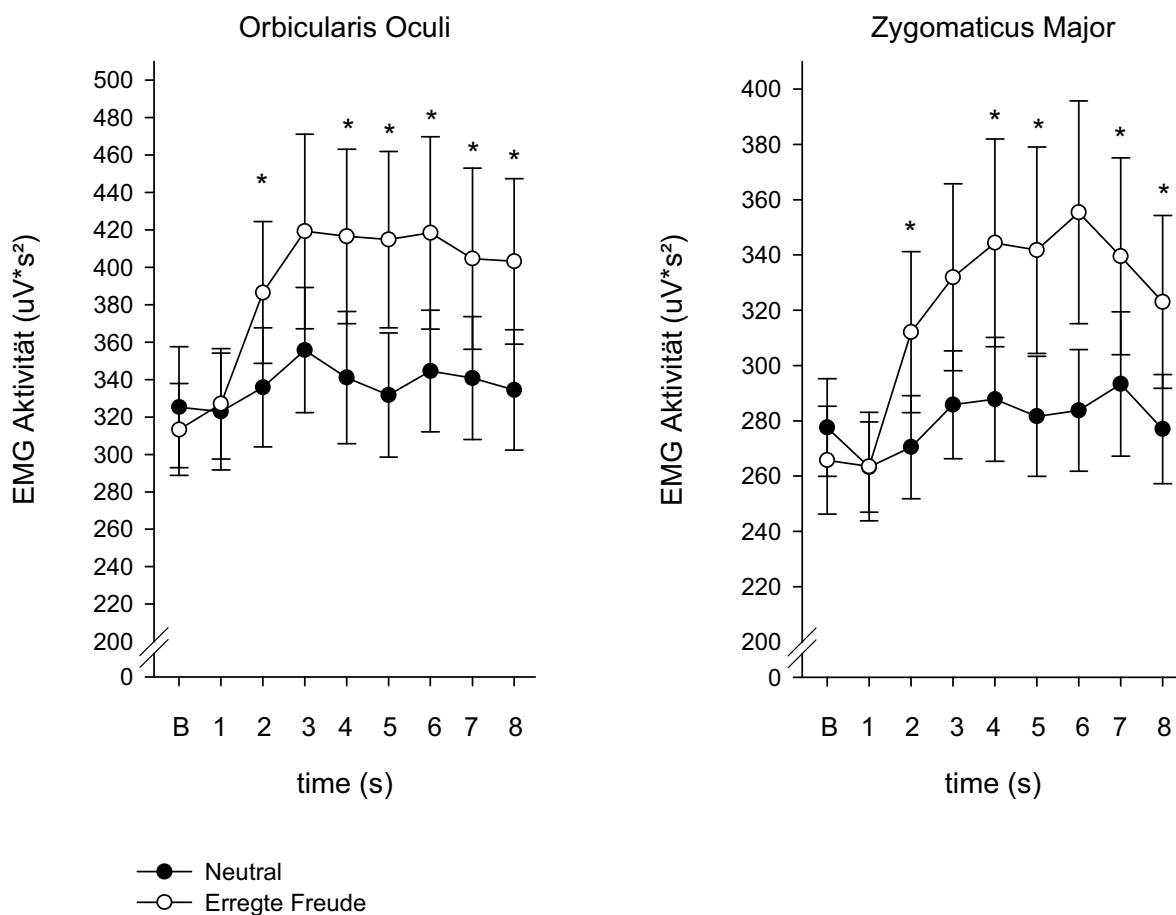 Orbicularis Oculi
EMG Aktivität (uV*s²)
500
480
460
440
420
400
380
360
340
320
300
280
260
240
220
200
0
* * * * * *
B 1 2 3 4 5 6 7 8
time (s)
Zygomaticus Major
EMG Aktivität (uV*s²)
400
380
360
340
320
300
280
260
240
220
200
0
* * * * *
B 1 2 3 4 5 6 7 8
time (s)
Neutral
Erregte Freude